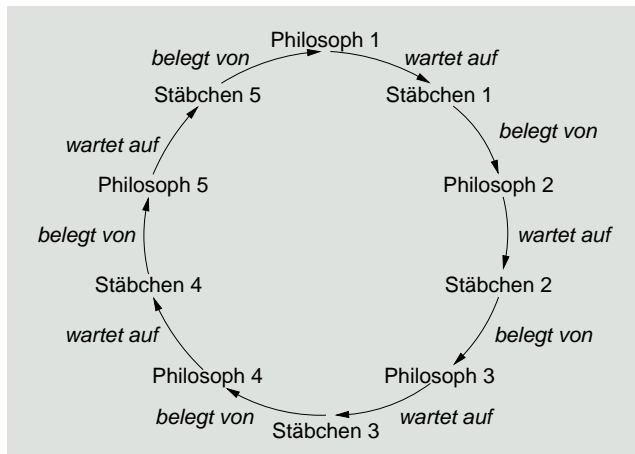 Philosoph 1
wartet auf
Stäbchen 1
belegt von
Philosoph 2
wartet auf
Stäbchen 2
belegt von
Philosoph 3
wartet auf
Stäbchen 3
belegt von
Philosoph 4
wartet auf
Stäbchen 4
belegt von
Philosoph 5
wartet auf
Stäbchen 5
belegt von